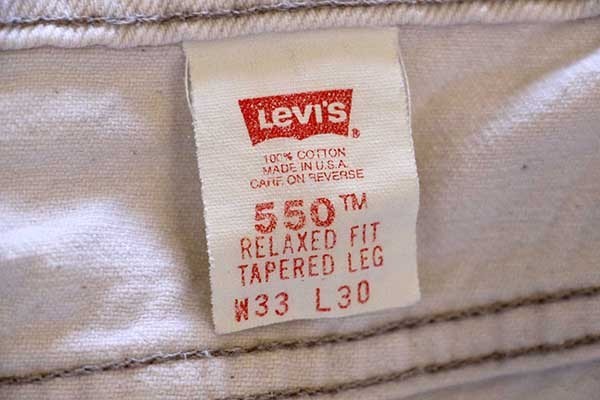 Levi's ®
100% COTTON
MADE IN U.S.A.
CARE ON REVERSE
550™
RELAXED FIT
TAPERED LEG
W33 L30